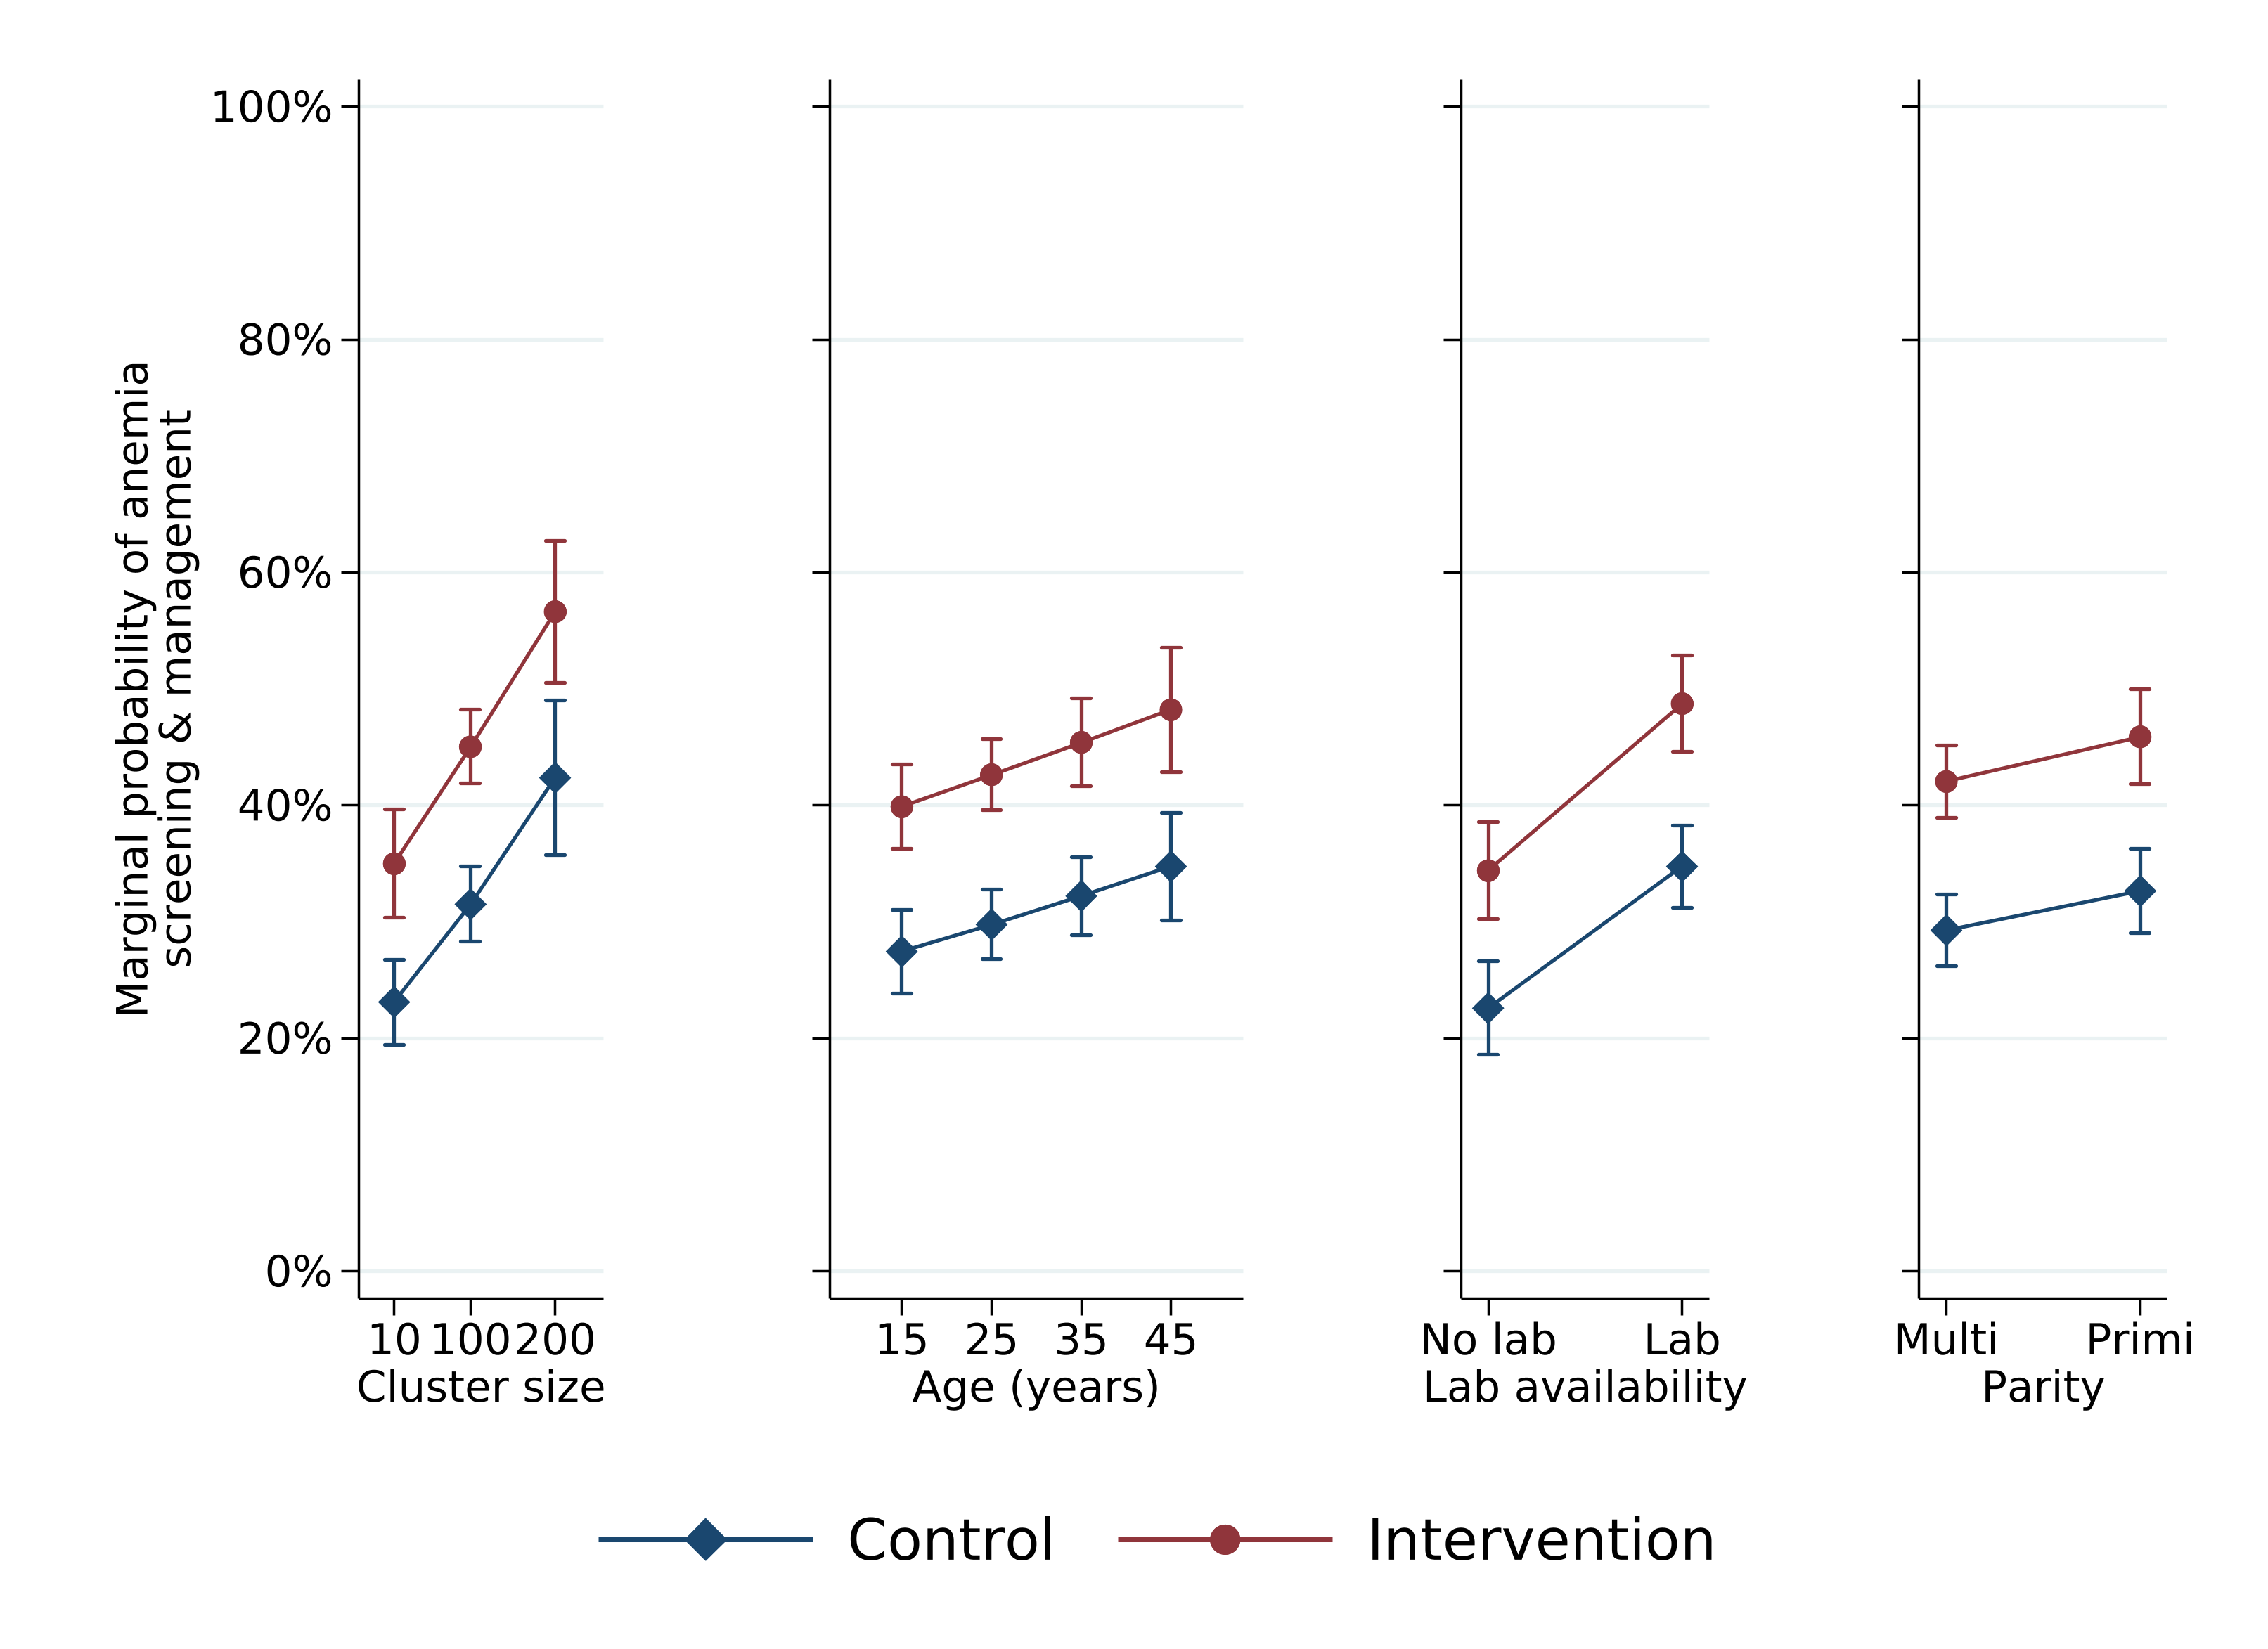 Marginal probability of anemia
screening & management
100%
80%
60%
40%
20%
0%
10 100 200
Cluster size
15 25 35 45
Age (years)
No lab Lab
Lab availability
Multi Primi
Parity
Control Intervention